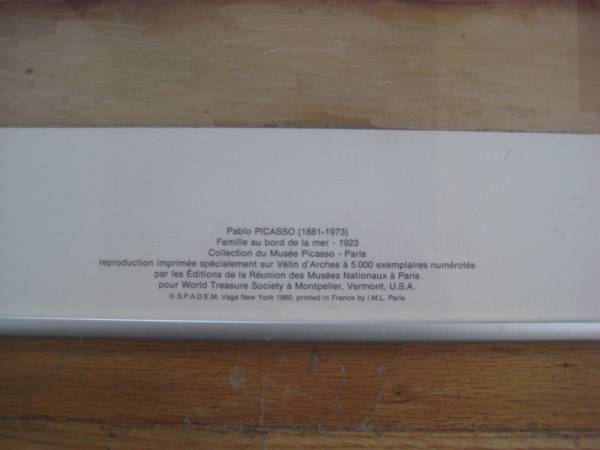 Pablo PICASSO (1881-1973)
Famille au bord de la mer - 1923
Collection du Musée Picasso - Paris
reproduction imprimée spécialement sur Vélin d'Arches à 5 000 exemplaires numérotés
par les Éditions de la Réunion des Musées Nationaux à Paris
pour World Treasure Society à Montpelier, Vermont, U.S.A.
© S.P.A.D.E.M. Vaga New York 1980, printed in France by I.M.L. Paris